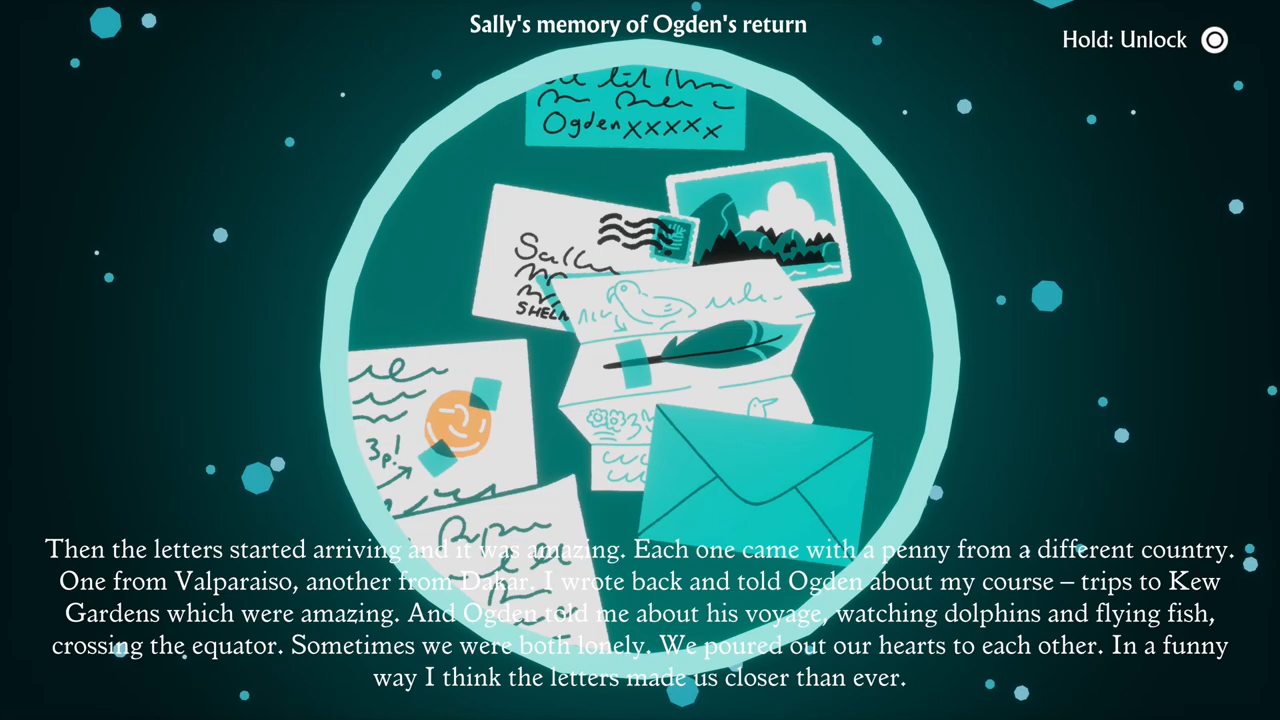 Sally's memory of Ogden's return
Hold: Unlock
Ogden xxxxx
Sally
3p!
Then the letters started arriving and it was amazing. Each one came with a penny from a different country.
One from Valparaiso, another from Dakar. I wrote back and told Ogden about my course – trips to Kew
Gardens which were amazing. And Ogden told me about his voyage, watching dolphins and flying fish,
crossing the equator. Sometimes we were both lonely. We poured out our hearts to each other. In a funny
way I think the letters made us closer than ever.